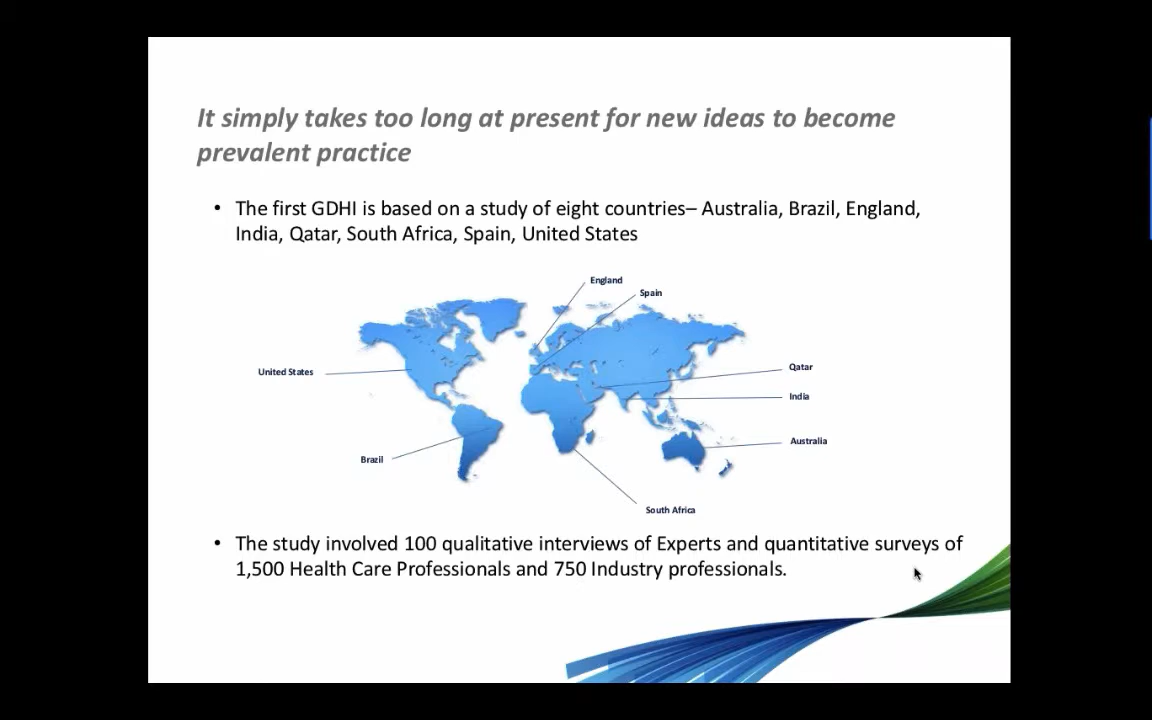 It simply takes too long at present for new ideas to become
prevalent practice
• The first GDHI is based on a study of eight countries– Australia, Brazil, England,
India, Qatar, South Africa, Spain, United States
England
Spain
United States
Qatar
India
Australia
Brazil
South Africa
• The study involved 100 qualitative interviews of Experts and quantitative surveys of
1,500 Health Care Professionals and 750 Industry professionals.